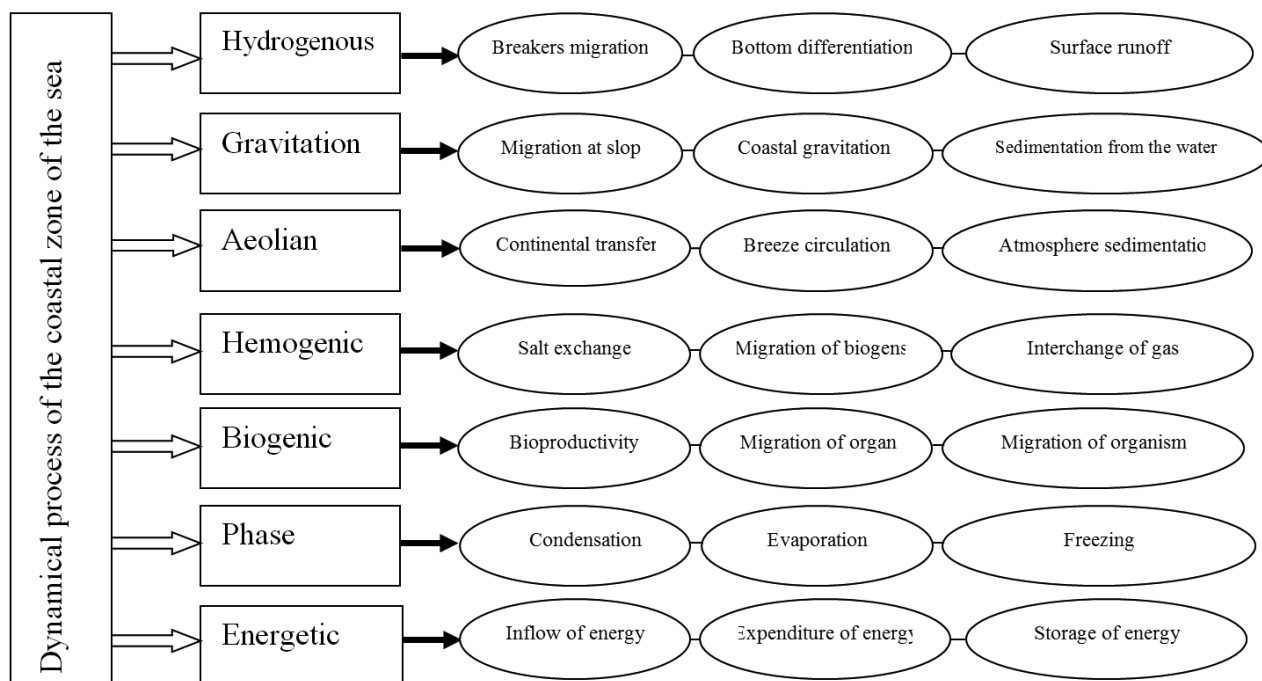 Dynamical process of the coastal zone of the sea
Hydrogenous
Breakers migration
Bottom differentiation
Surface runoff
Gravitation
Migration at slop
Coastal gravitation
Sedimentation from the water
Aeolian
Continental transfer
Breeze circulation
Atmosphere sedimentatio
Hemogenic
Salt exchange
Migration of biogens
Interchange of gas
Biogenic
Bioproductivity
Migration of organ
Migration of organism
Phase
Condensation
Evaporation
Freezing
Energetic
Inflow of energy
Expenditure of energy
Storage of energy